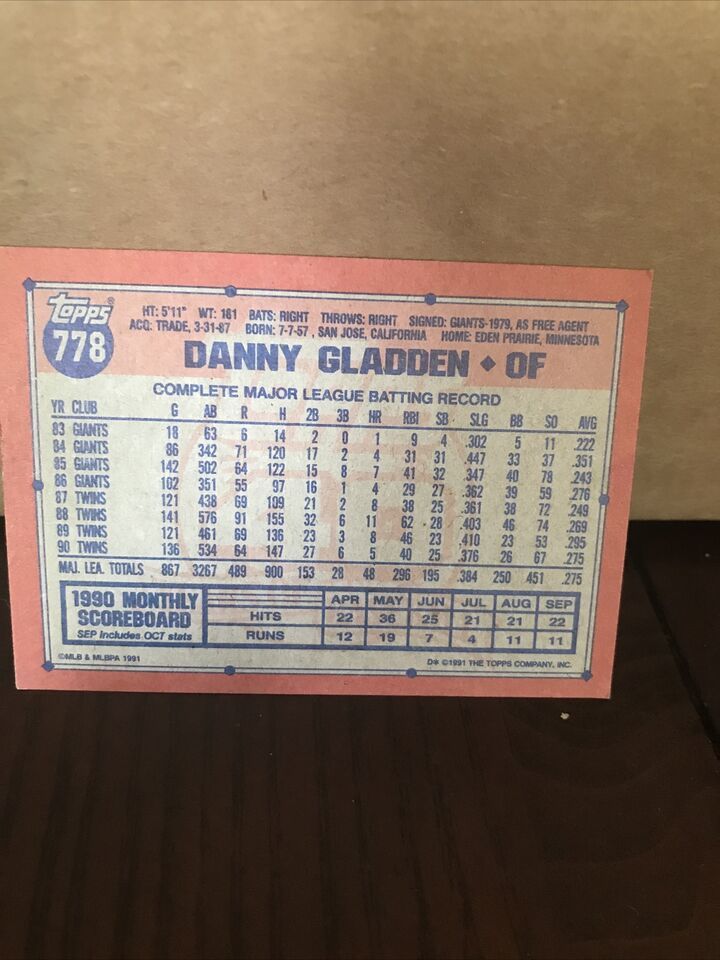 TOPPS®
778
HT: 5'11" WT: 181 BATS: RIGHT THROWS: RIGHT SIGNED: GIANTS-1979, AS FREE AGENT
ACQ: TRADE, 3-31-87 BORN: 7-7-57, SAN JOSE, CALIFORNIA HOME: EDEN PRAIRIE, MINNESOTA
DANNY GLADDEN ◆ OF
COMPLETE MAJOR LEAGUE BATTING RECORD
YR CLUB G AB R H 2B 3B HR RBI SB SLG BB SO AVG
83 GIANTS 18 63 6 14 2 0 1 9 4 .302 5 11 .222
84 GIANTS 86 342 71 120 17 2 4 31 31 .447 33 37 .351
85 GIANTS 142 502 64 122 15 8 7 41 32 .347 40 78 .243
86 GIANTS 102 351 55 97 16 1 4 29 27 .362 39 59 .276
87 TWINS 121 438 69 109 21 2 8 38 25 .361 38 72 .249
88 TWINS 141 576 91 155 32 6 11 62 28 .403 46 74 .269
89 TWINS 121 461 69 136 23 3 8 46 23 .410 23 53 .295
90 TWINS 136 534 64 147 27 6 5 40 25 .376 26 67 .275
MAJ. LEA. TOTALS 867 3267 489 900 153 28 48 296 195 .384 250 451 .275
1990 MONTHLY SCOREBOARD
SEP Includes OCT stats
APR MAY JUN JUL AUG SEP
HITS 22 36 25 21 21 22
RUNS 12 19 7 4 11 11
©MLB & MLBPA 1991
D* ©1991 THE TOPPS COMPANY, INC.